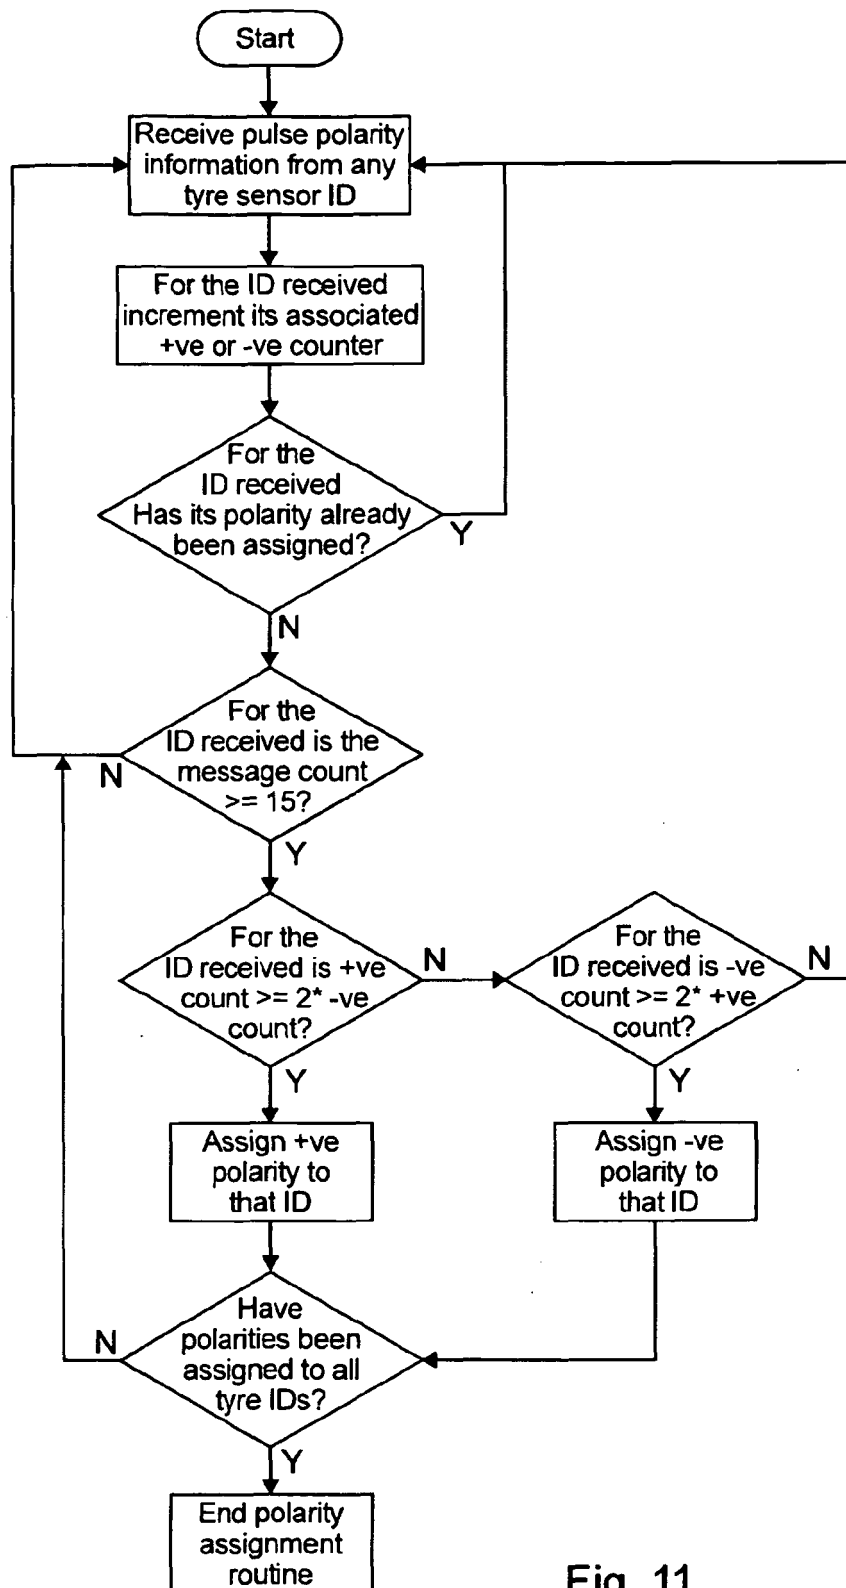 Start
Receive pulse polarity
information from any
tyre sensor ID
For the ID received
increment its associated
+ve or -ve counter
For the
ID received
Has its polarity already
been assigned?
Y
N
For the
ID received is the
message count
>= 15?
N
Y
For the
ID received is +ve
count >= 2* -ve
count?
N
Y
For the
ID received is -ve
count >= 2* +ve
count?
N
Y
Assign +ve
polarity to
that ID
Assign -ve
polarity to
that ID
Have
polarities been
assigned to all
tyre IDs?
N
Y
End polarity
assignment
routine
Fig. 11